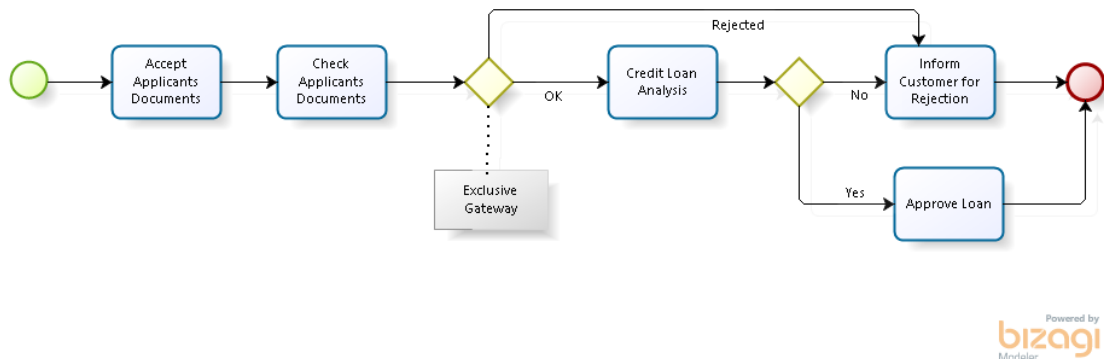 Rejected
Accept
Applicants
Documents
Check
Applicants
Documents
OK
Credit Loan
Analysis
No
Inform
Customer for
Rejection
Exclusive
Gateway
Yes
Approve Loan
Powered by
bizagi
Modeler